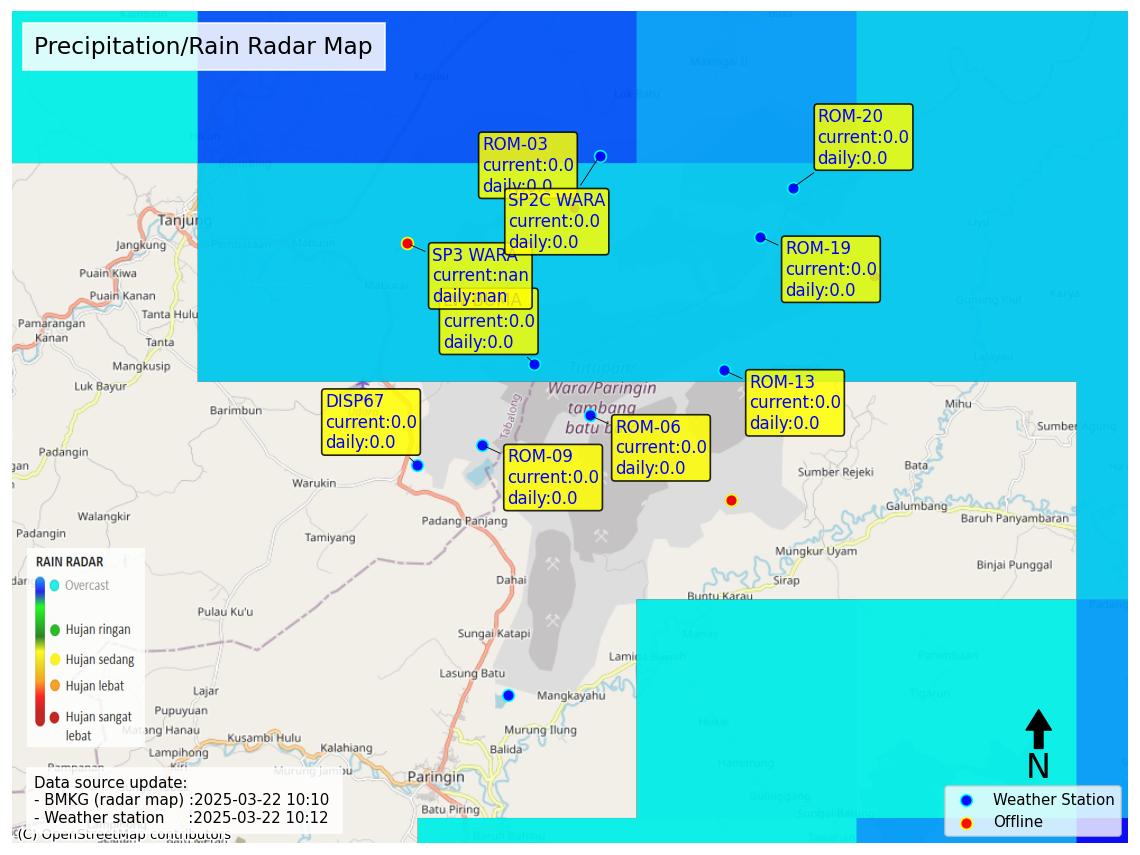 Precipitation/Rain Radar Map
ROM-20
current:0.0
daily:0.0
ROM-03
current:0.0
daily:0.0
SP2C WARA
current:0.0
daily:0.0
Tanjung
Jangkung
SP3 WARA
current:nan
daily:nan
ROM-19
current:0.0
daily:0.0
Puain Kiwa
Puain Kanan
Tanta Hulu
current:0.0
daily:0.0
Pamarangan
Kanan
Tanta
Mangkusip
Luk Bayur
Tutupan
Wara/Paringin
tambang
batu b
Tabalong
ROM-13
current:0.0
daily:0.0
DISP67
current:0.0
daily:0.0
Barimbun
Mihu
ROM-06
current:0.0
daily:0.0
Sumber Agung
ROM-09
current:0.0
daily:0.0
Bata
Sumber Rejeki
Warukin
Galumbang
Walangkir
Padang Panjang
Baruh Panyambaran
Padangin
Tamiyang
Mungkur Uyam
Binjai Punggal
Dahai
Sirap
Buntu Karau
Pulau Ku'u
Sungai Katapi
Lasung Batu
Lajar
Mangkayahu
Pupuyuan
Matang Hanau
Murung Ilung
Kusambi Hulu
Kalahiang
Balida
Lampihong
Kiri
Murung Jambu
Paringin
Batu Piring
RAIN RADAR
Overcast
Hujan ringan
Hujan sedang
Hujan lebat
Hujan sangat
lebat
Data source update:
- BMKG (radar map) :2025-03-22 10:10
- Weather station :2025-03-22 10:12
(C) OpenStreetMap contributors
N
Weather Station
Offline